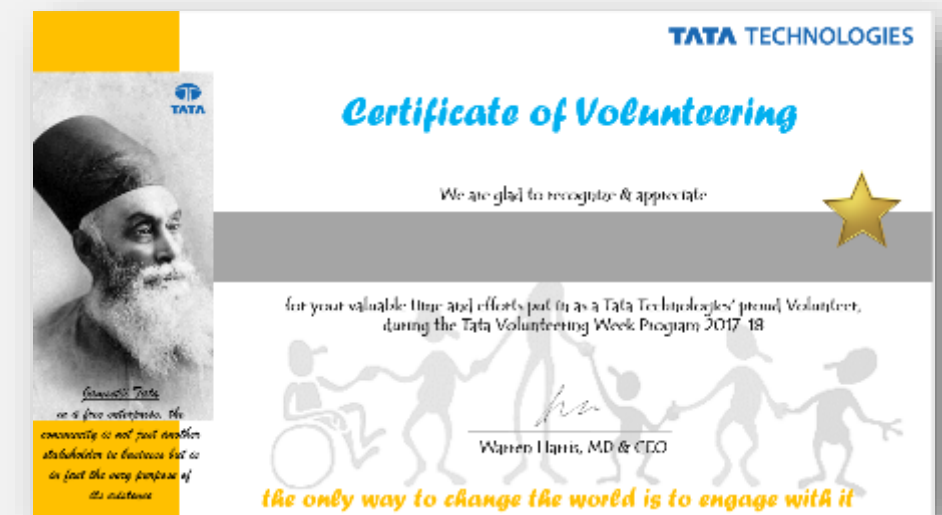 TATA TECHNOLOGIES
TATA
Certificate of Volunteering
We are glad to recognize & appreciate
for your valuable time and efforts put in as a Tata Technologies' proud Volunteer,
during the Tata Volunteering Week Program 2017-18
Warren Harris, MD & CEO
the only way to change the world is to engage with it
Jamsetji Tata
in a free enterprise, the
community is not just another
stakeholder in business but is
in fact the very purpose of
its existence